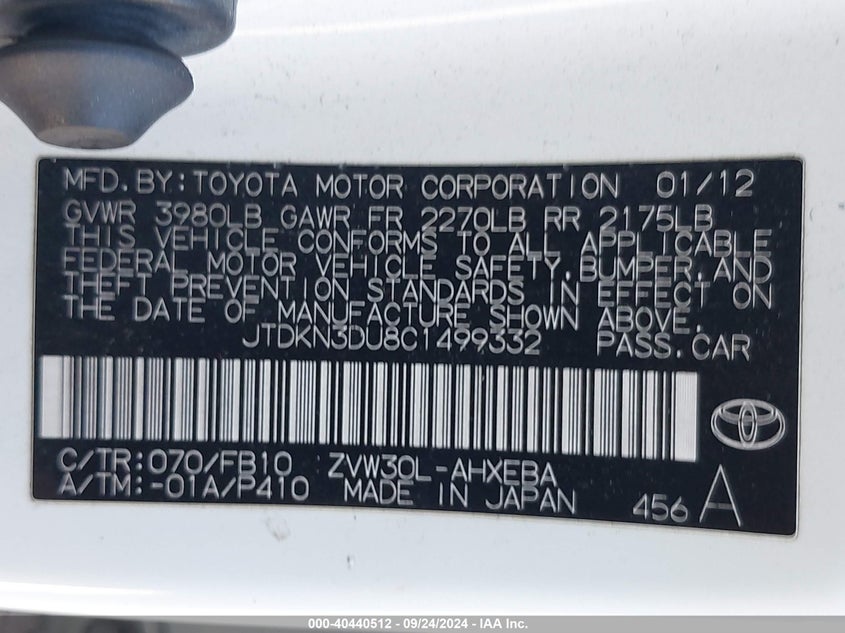 MFD.BY:TOYOTA MOTOR CORPORATION 01/12
GVWR 3980LB GAWR FR 2270LB RR 2175LB
THIS VEHICLE CONFORMS TO ALL APPLICABLE
FEDERAL MOTOR VEHICLE SAFETY,BUMPER,AND
THEFT PREVENTION STANDARDS IN EFFECT ON
THE DATE OF MANUFACTURE SHOWN ABOVE.
JTDKN3DU8C1499332 PASS.CAR
C/TR:070/FB10 ZVW30L-AHXEBA
A/TM:-01A/P410 MADE IN JAPAN 456 A
000-40440512 - 09/24/2024 - IAA Inc.